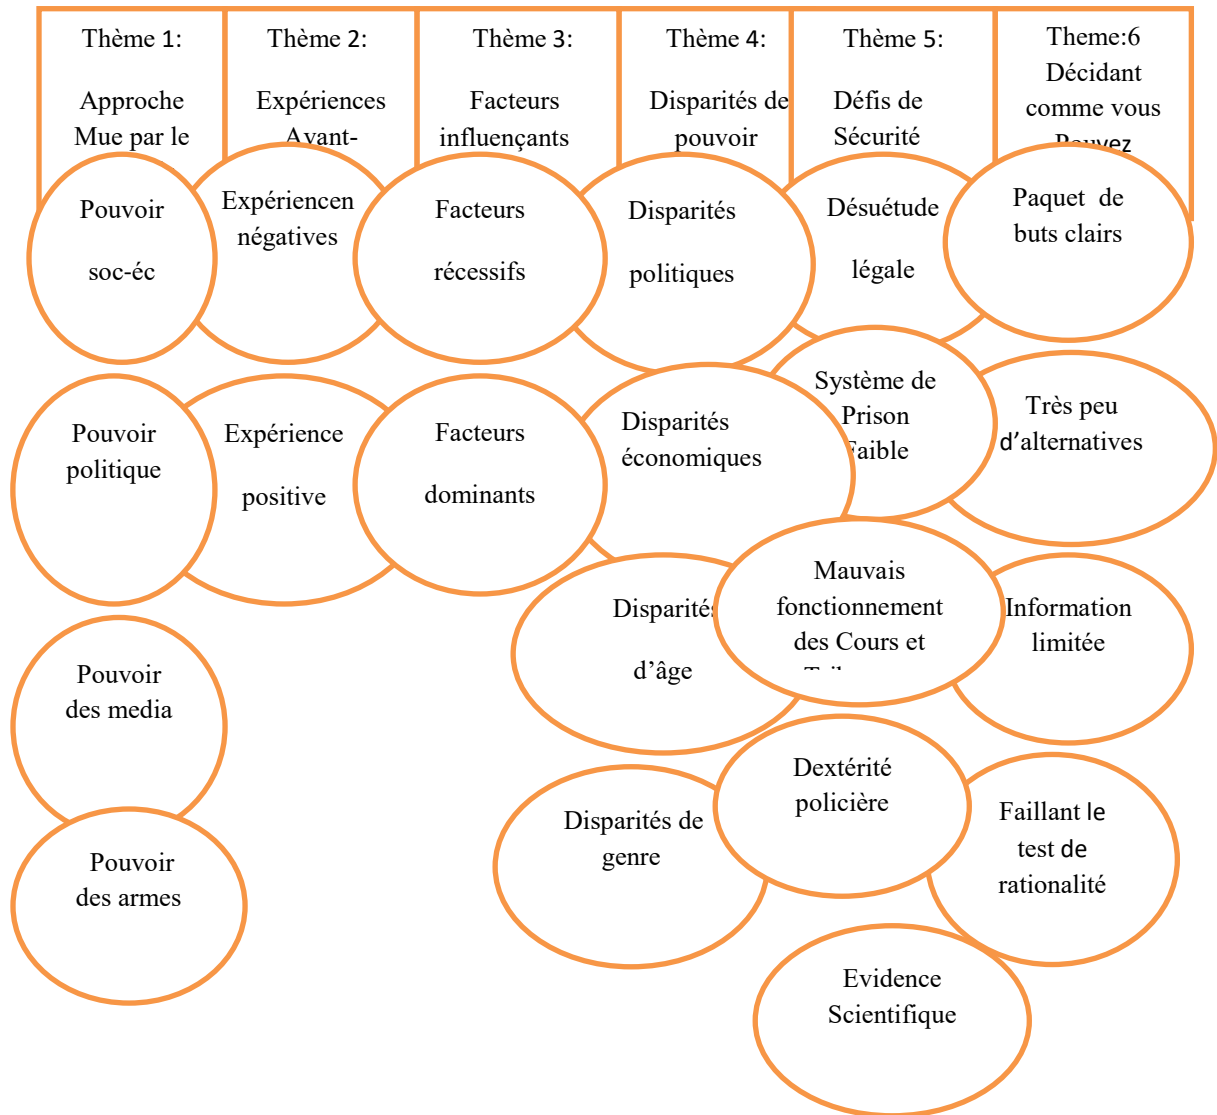 Thème 1:
Approche
Mue par le
Thème 2:
Expériences
Avant-
Thème 3:
Facteurs
influençants
Thème 4:
Disparités de
pouvoir
Thème 5:
Défis de
Sécurité
Theme:6
Décidant
comme vous
Pouvez
Pouvoir
soc-éc
Expériencen
négatives
Facteurs
récessifs
Disparités
politiques
Désuétude
légale
Paquet de
buts clairs
Pouvoir
politique
Expérience
positive
Facteurs
dominants
Disparités
économiques
Système de
Prison
Faible
Très peu
d’alternatives
Pouvoir
des media
Disparités
d’âge
Mauvais
fonctionnement
des Cours et
Information
limitée
Pouvoir
des armes
Disparités de
genre
Dextérité
policière
Faillant le
test de
rationalité
Evidence
Scientifique